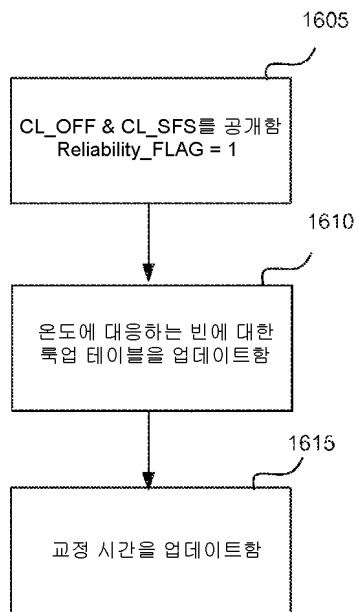 1605
CL_OFF & CL_SFS를 공개함
Reliability_FLAG = 1
1610
온도에 대응하는 빈에 대한
룩업 테이블을 업데이트함
1615
교정 시간을 업데이트함